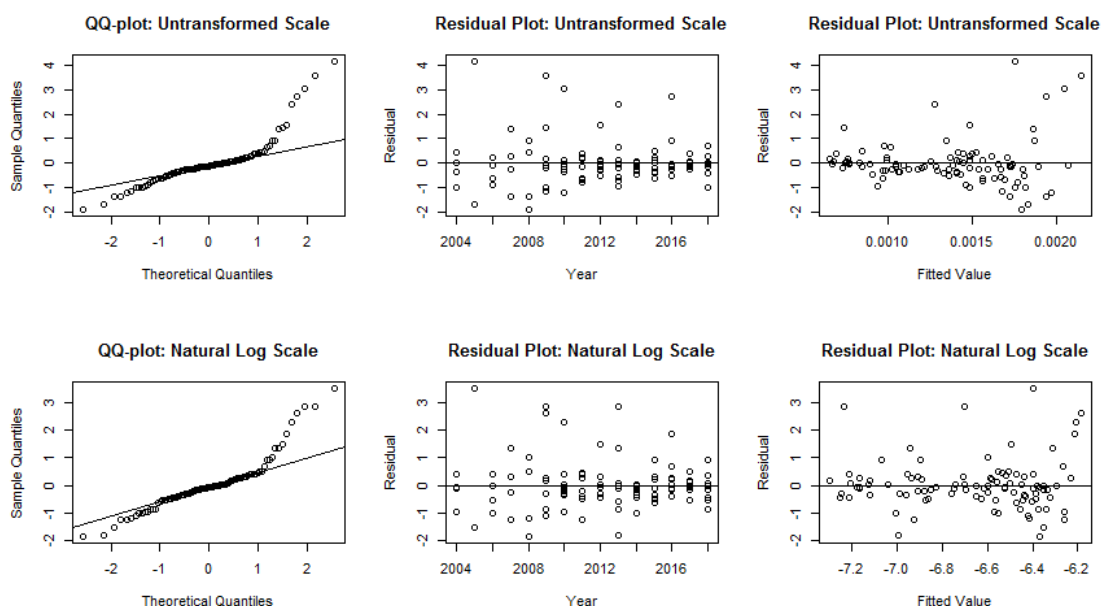 QQ-plot: Untransformed Scale
Sample Quantiles
4
3
2
1
0
-1
-2
-2 -1 0 1 2
Theoretical Quantiles
Residual Plot: Untransformed Scale
Residual
4
3
2
1
0
-1
-2
2004 2008 2012 2016
Year
Residual Plot: Untransformed Scale
Residual
4
3
2
1
0
-1
-2
0.0010 0.0015 0.0020
Fitted Value
QQ-plot: Natural Log Scale
Sample Quantiles
3
2
1
0
-1
-2
-2 -1 0 1 2
Theoretical Quantiles
Residual Plot: Natural Log Scale
Residual
3
2
1
0
-1
-2
2004 2008 2012 2016
Year
Residual Plot: Natural Log Scale
Residual
3
2
1
0
-1
-2
-7.2 -7.0 -6.8 -6.6 -6.4 -6.2
Fitted Value